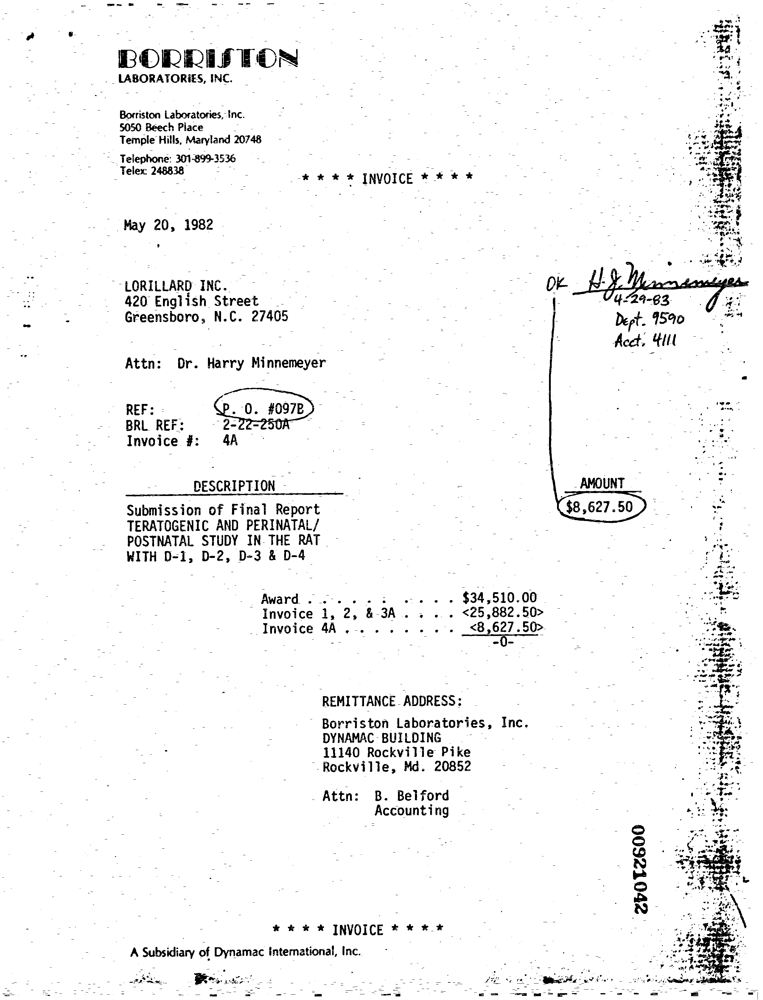 BORRISTON
LABORATORIES, INC.
Borriston Laboratories, Inc.
5050 Beech Place
Temple Hills, Maryland 20748
Telephone: 301-899-3536
Telex: 248838
* * * * INVOICE * * * *
May 20, 1982
LORILLARD INC.
420 English Street
Greensboro, N.C. 27405
OK H.J. Minnemeyer
4-29-83
Dept. 9590
Acct. 4111
Attn: Dr. Harry Minnemeyer
REF: P. O. #097B
BRL REF: 2-22-250A
Invoice #: 4A
DESCRIPTION AMOUNT
Submission of Final Report $8,627.50
TERATOGENIC AND PERINATAL/
POSTNATAL STUDY IN THE RAT
WITH D-1, D-2, D-3 & D-4
Award . . . . . . . . . . $34,510.00
Invoice 1, 2, & 3A . . . . <25,882.50>
Invoice 4A . . . . . . . . <8,627.50>
-0-
REMITTANCE ADDRESS:
Borriston Laboratories, Inc.
DYNAMAC BUILDING
11140 Rockville Pike
Rockville, Md. 20852
Attn: B. Belford
Accounting
00921042
* * * * INVOICE * * * *
A Subsidiary of Dynamac International, Inc.